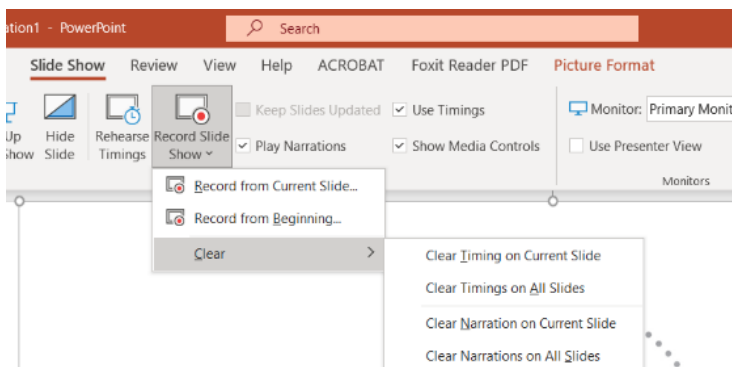 ation1 - PowerPoint Search
Slide Show Review View Help ACROBAT Foxit Reader PDF Picture Format
Up Show
Hide Slide
Rehearse Timings
Record Slide Show
Keep Slides Updated
Play Narrations
Use Timings
Show Media Controls
Monitor: Primary Monit
Use Presenter View
Monitors
Record from Current Slide...
Record from Beginning...
Clear
Clear Timing on Current Slide
Clear Timings on All Slides
Clear Narration on Current Slide
Clear Narrations on All Slides